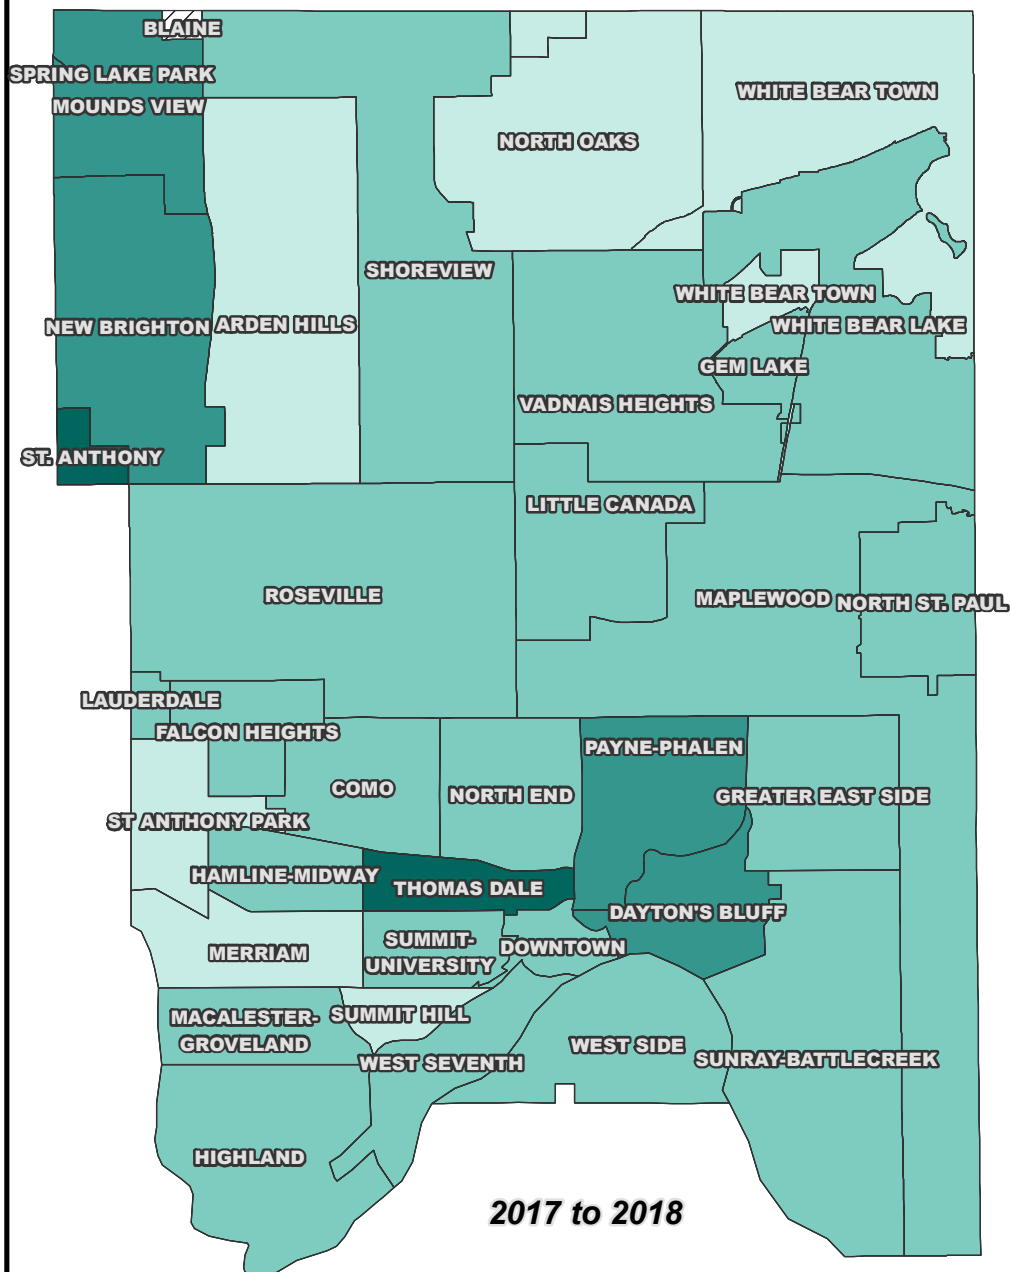 BLAINE
SPRING LAKE PARK
WHITE BEAR TOWN
MOUNDS VIEW
NORTH OAKS
SHOREVIEW
WHITE BEAR TOWN
NEW BRIGHTON
ARDEN HILLS
WHITE BEAR LAKE
GEM LAKE
VADNAIS HEIGHTS
ST. ANTHONY
LITTLE CANADA
ROSEVILLE
MAPLEWOOD
NORTH ST. PAUL
LAUDERDALE
FALCON HEIGHTS
PAYNE-PHALEN
COMO
NORTH END
GREATER EAST SIDE
ST ANTHONY PARK
HAMLINE-MIDWAY
THOMAS DALE
DAYTON'S BLUFF
SUMMIT-
UNIVERSITY
DOWNTOWN
MERRIAM
MACALESTER-
GROVELAND
SUMMIT HILL
WEST SIDE
WEST SEVENTH
SUNRAY-BATTLECREEK
HIGHLAND
2017 to 2018